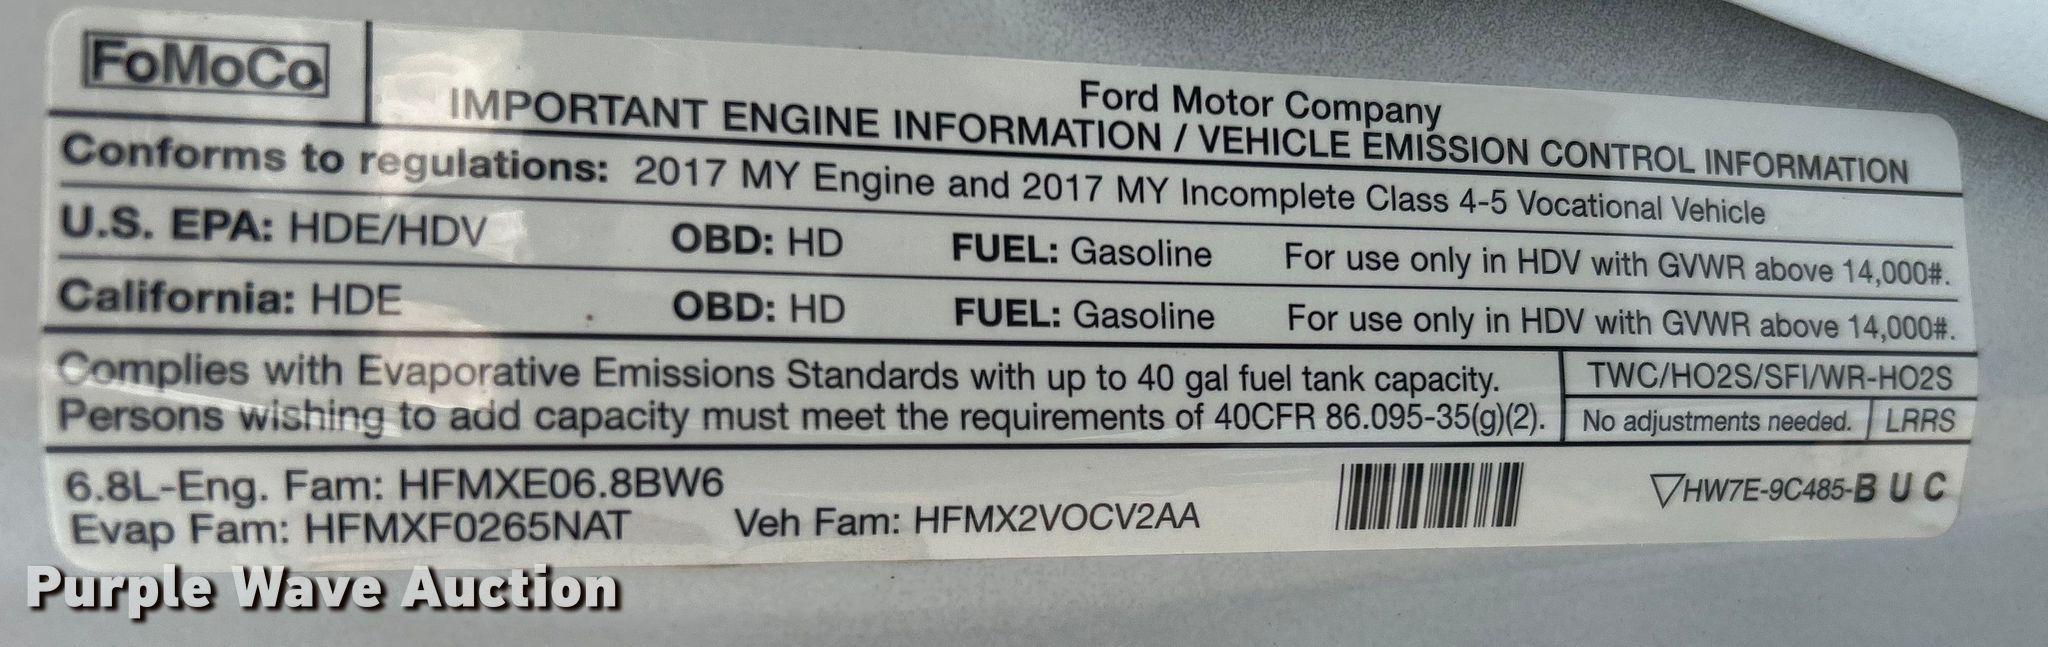 FoMoCo
Ford Motor Company
IMPORTANT ENGINE INFORMATION / VEHICLE EMISSION CONTROL INFORMATION
Conforms to regulations: 2017 MY Engine and 2017 MY Incomplete Class 4-5 Vocational Vehicle
U.S. EPA: HDE/HDV OBD: HD FUEL: Gasoline For use only in HDV with GVWR above 14,000#.
California: HDE OBD: HD FUEL: Gasoline For use only in HDV with GVWR above 14,000#.
Complies with Evaporative Emissions Standards with up to 40 gal fuel tank capacity.
Persons wishing to add capacity must meet the requirements of 40CFR 86.095-35(g)(2).
TWC/HO2S/SFI/WR-HO2S
No adjustments needed. LRRS
6.8L-Eng. Fam: HFMXE06.8BW6
Evap Fam: HFMXF0265NAT Veh Fam: HFMX2VOCV2AA
HW7E-9C485-B U C
Purple Wave Auction